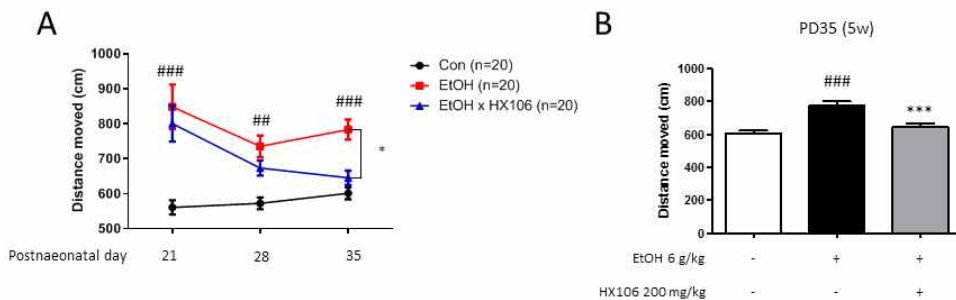 A
B
PD35 (5w)
Con (n=20)
EtOH (n=20)
EtOH x HX106 (n=20)
Distance moved (cm)
1000
900
800
700
600
500
###
##
###
*
Postnaeonatal day 21 28 35
Distance moved (cm)
1000
800
600
400
200
0
###
***
EtOH 6 g/kg - + +
HX106 200 mg/kg - - +